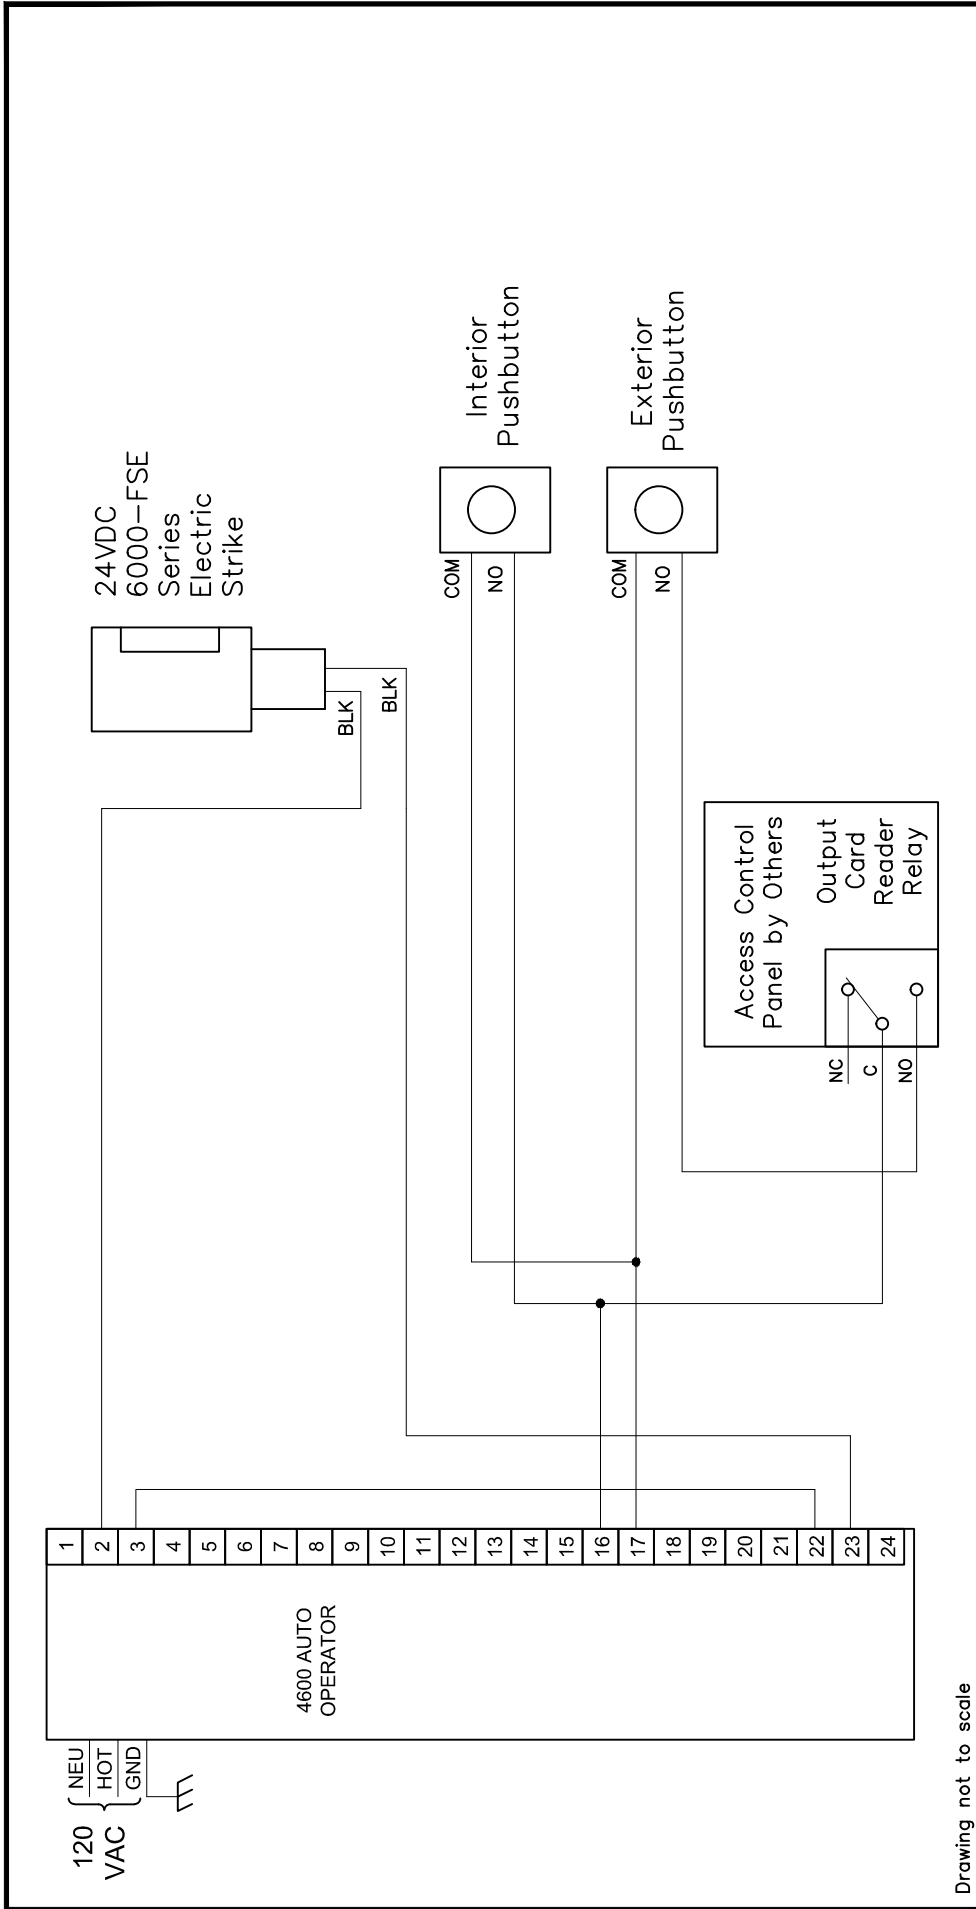 120
VAC
NEU
HOT
GND
4600 AUTO
OPERATOR
1
2
3
4
5
6
7
8
9
10
11
12
13
14
15
16
17
18
19
20
21
22
23
24
24VDC
6000-FSE
Series
Electric
Strike
BLK
BLK
Interior
Pushbutton
COM
NO
Exterior
Pushbutton
COM
NO
Access Control
Panel by Others
Output
Card
Reader
Relay
NC
C
NO
Drawing not to scale